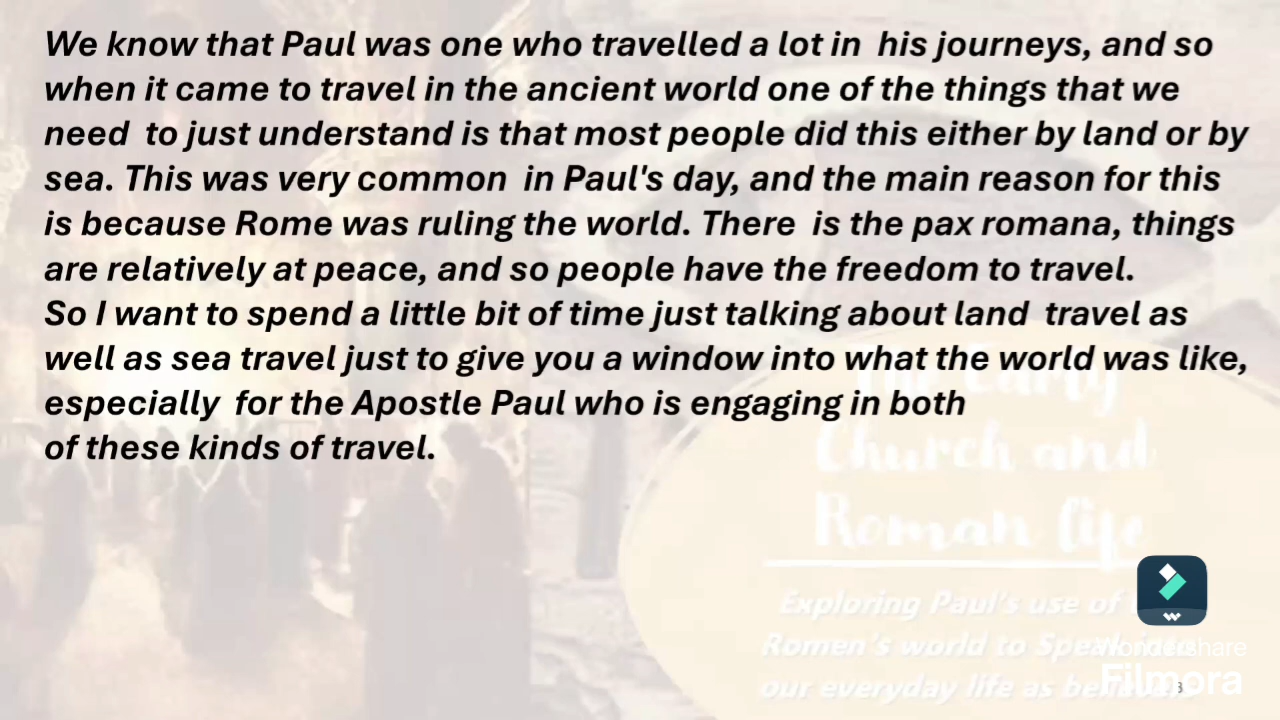 We know that Paul was one who travelled a lot in  his journeys, and so
when it came to travel in the ancient world one of the things that we
need  to just understand is that most people did this either by land or by
sea. This was very common  in Paul's day, and the main reason for this
is because Rome was ruling the world. There  is the pax romana, things
are relatively at peace, and so people have the freedom to travel.
So I want to spend a little bit of time just talking about land  travel as
well as sea travel just to give you a window into what the world was like,
especially  for the Apostle Paul who is engaging in both
of these kinds of travel.
Early
Church and
Roman life
Exploring Paul's use of
Romen's world to Speak
our everyday life as
Wondershare
Filmora
3